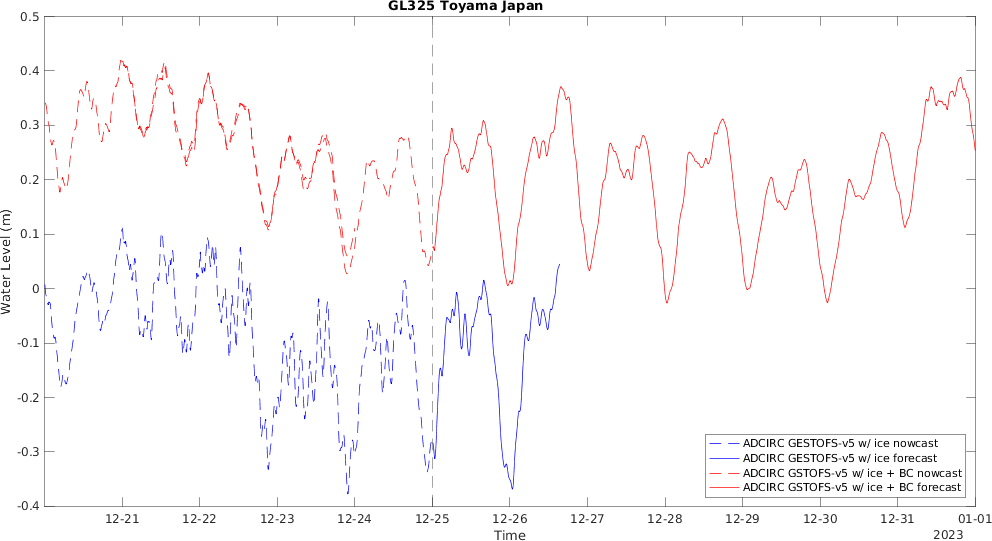 GL325 Toyama Japan
0.5
0.4
0.3
0.2
0.1
0
-0.1
-0.2
-0.3
-0.4
Water Level (m)
ADCIRC GESTOFS-v5 w/ ice nowcast
ADCIRC GESTOFS-v5 w/ ice forecast
ADCIRC GSTOFS-v5 w/ ice + BC nowcast
ADCIRC GSTOFS-v5 w/ ice + BC forecast
12-21 12-22 12-23 12-24 12-25 12-26 12-27 12-28 12-29 12-30 12-31 01-01
Time 2023